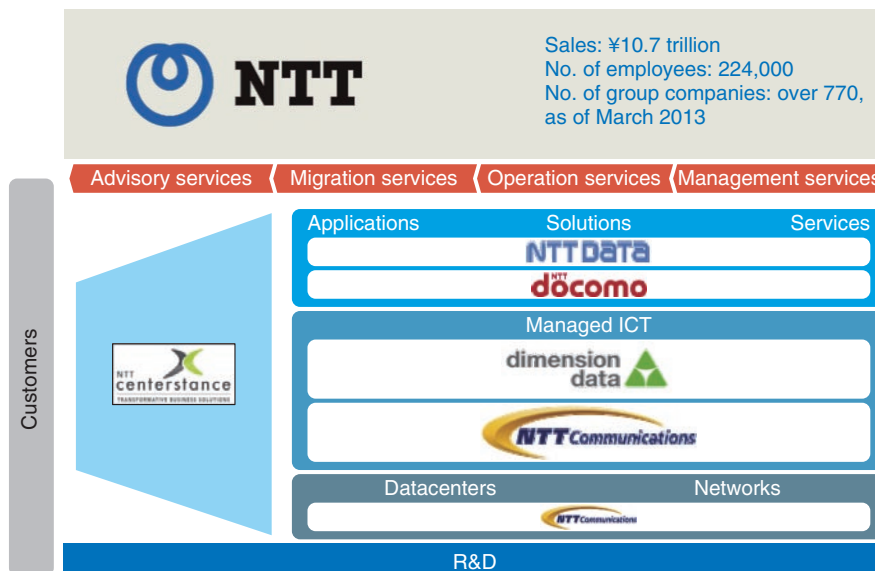 NTT
Sales: ¥10.7 trillion
No. of employees: 224,000
No. of group companies: over 770,
as of March 2013
Advisory services
Migration services
Operation services
Management services
Customers
Applications
Solutions
Services
NTT DATA
NTT
döcomo
Managed ICT
NTT
centerstance
TRANSFORMATIVE BUSINESS SOLUTIONS
dimension
data
NTT Communications
Datacenters
Networks
NTT Communications
R&D